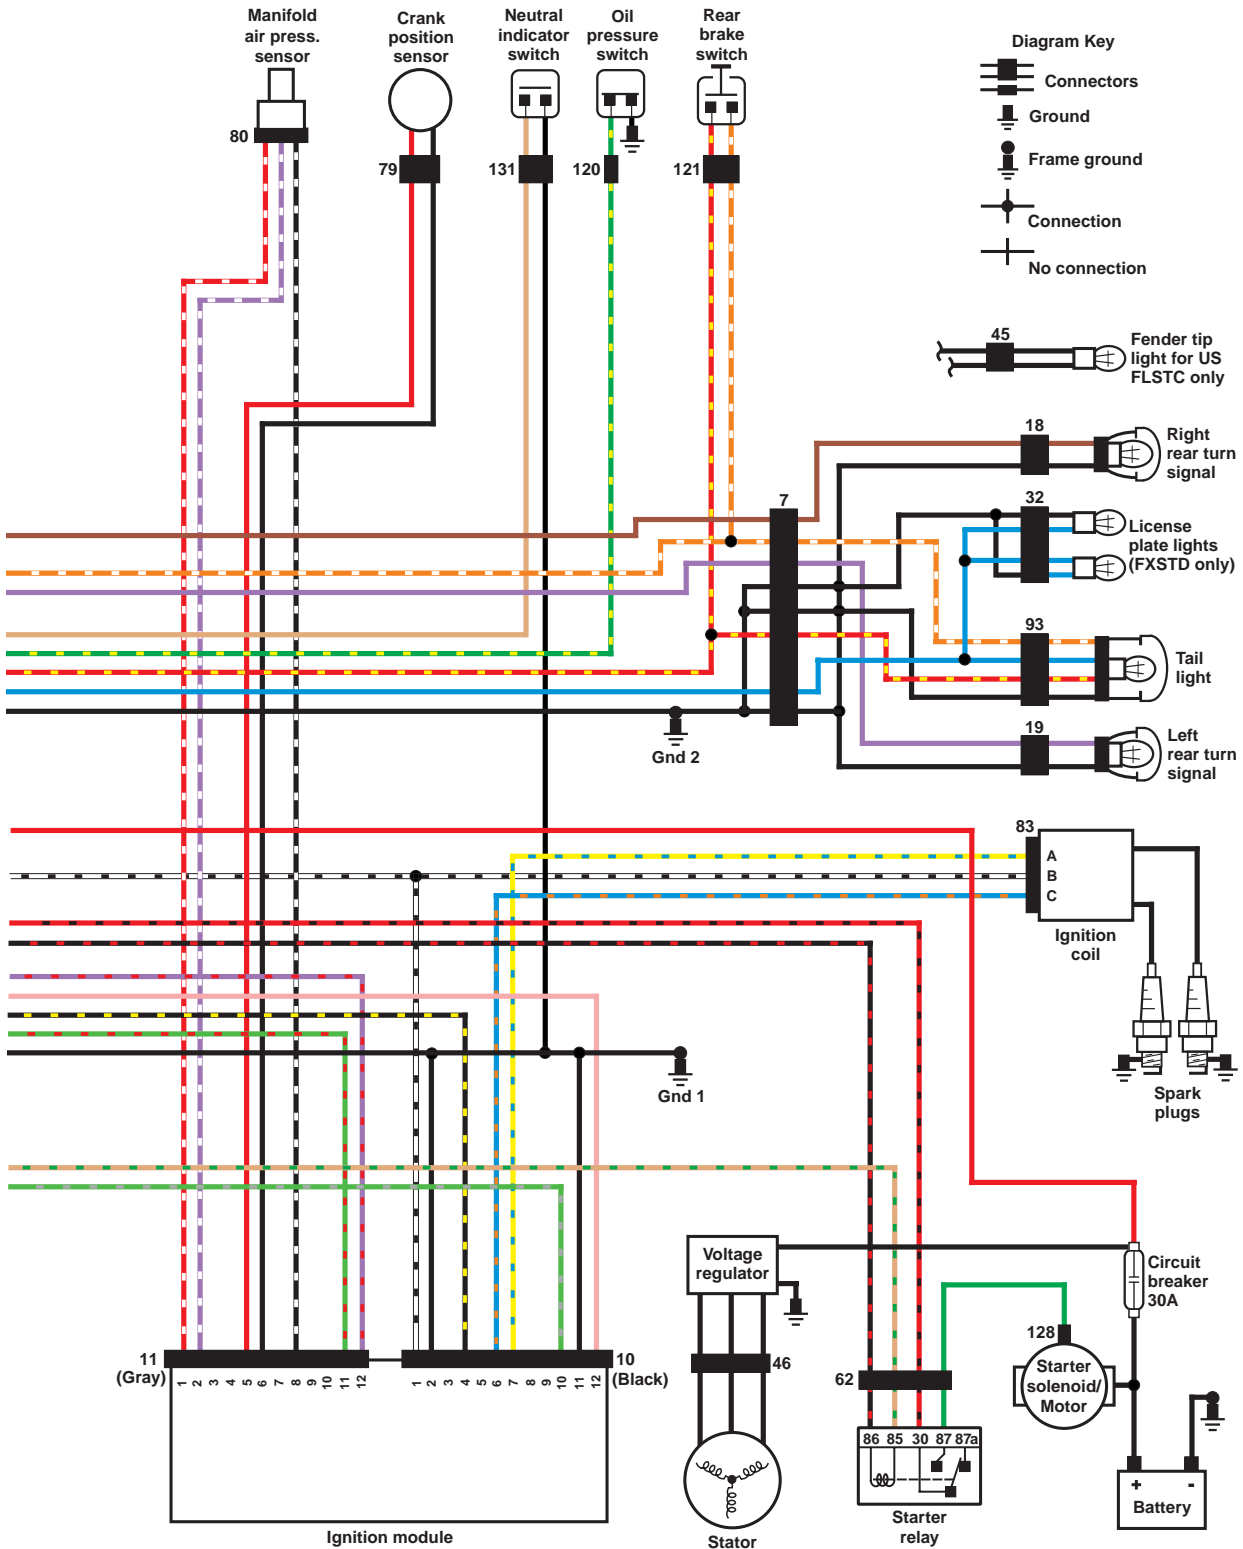 Manifold
air press.
sensor
Crank
position
sensor
Neutral
indicator
switch
Oil
pressure
switch
Rear
brake
switch
Diagram Key
Connectors
Ground
Frame ground
Connection
No connection
80
79
131
120
121
45
Fender tip
light for US
FLSTC only
18
Right
rear turn
signal
7
32
License
plate lights
(FXSTD only)
93
Tail
light
Gnd 2
19
Left
rear turn
signal
83
A
B
C
Ignition
coil
Gnd 1
Spark
plugs
Voltage
regulator
Circuit
breaker
30A
128
11
(Gray)
1 2 3 4 5 6 7 8 9 10 11 12
1 2 3 4 5 6 7 8 9 10 11 12
10
(Black)
46
62
Starter
solenoid/
Motor
86 85 30 87 87a
+ -
Battery
Ignition module
Stator
Starter
relay